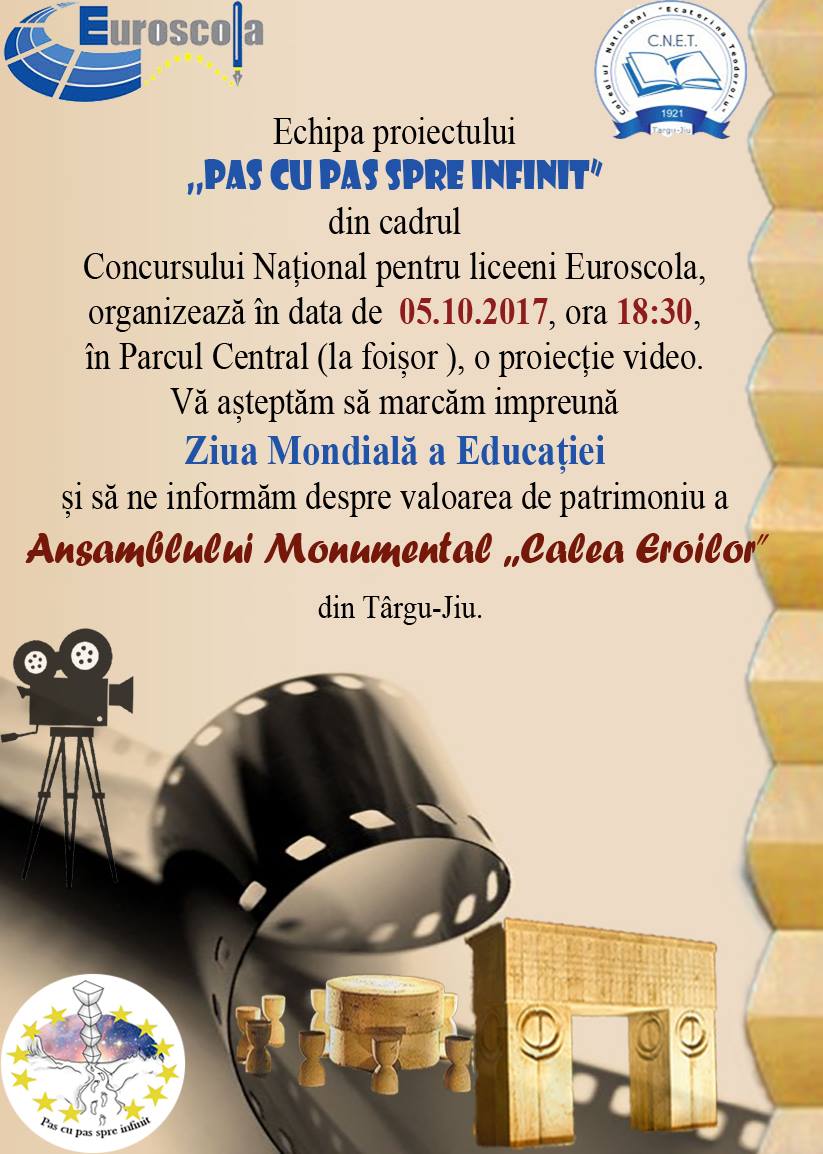 Euroscola
Colegiul Național "Ecaterina Teodoroiu"
C.N.E.T.
1921
Targu-Jiu
Echipa proiectului
,,PAS CU PAS SPRE INFINIT"
din cadrul
Concursului Național pentru liceeni Euroscola,
organizează în data de 05.10.2017, ora 18:30,
în Parcul Central (la foișor ), o proiecție video.
Vă așteptăm să marcăm impreună
Ziua Mondială a Educației
și să ne informăm despre valoarea de patrimoniu a
Ansamblului Monumental ,,Calea Eroilor"
din Târgu-Jiu.
Pas cu pas spre infinit